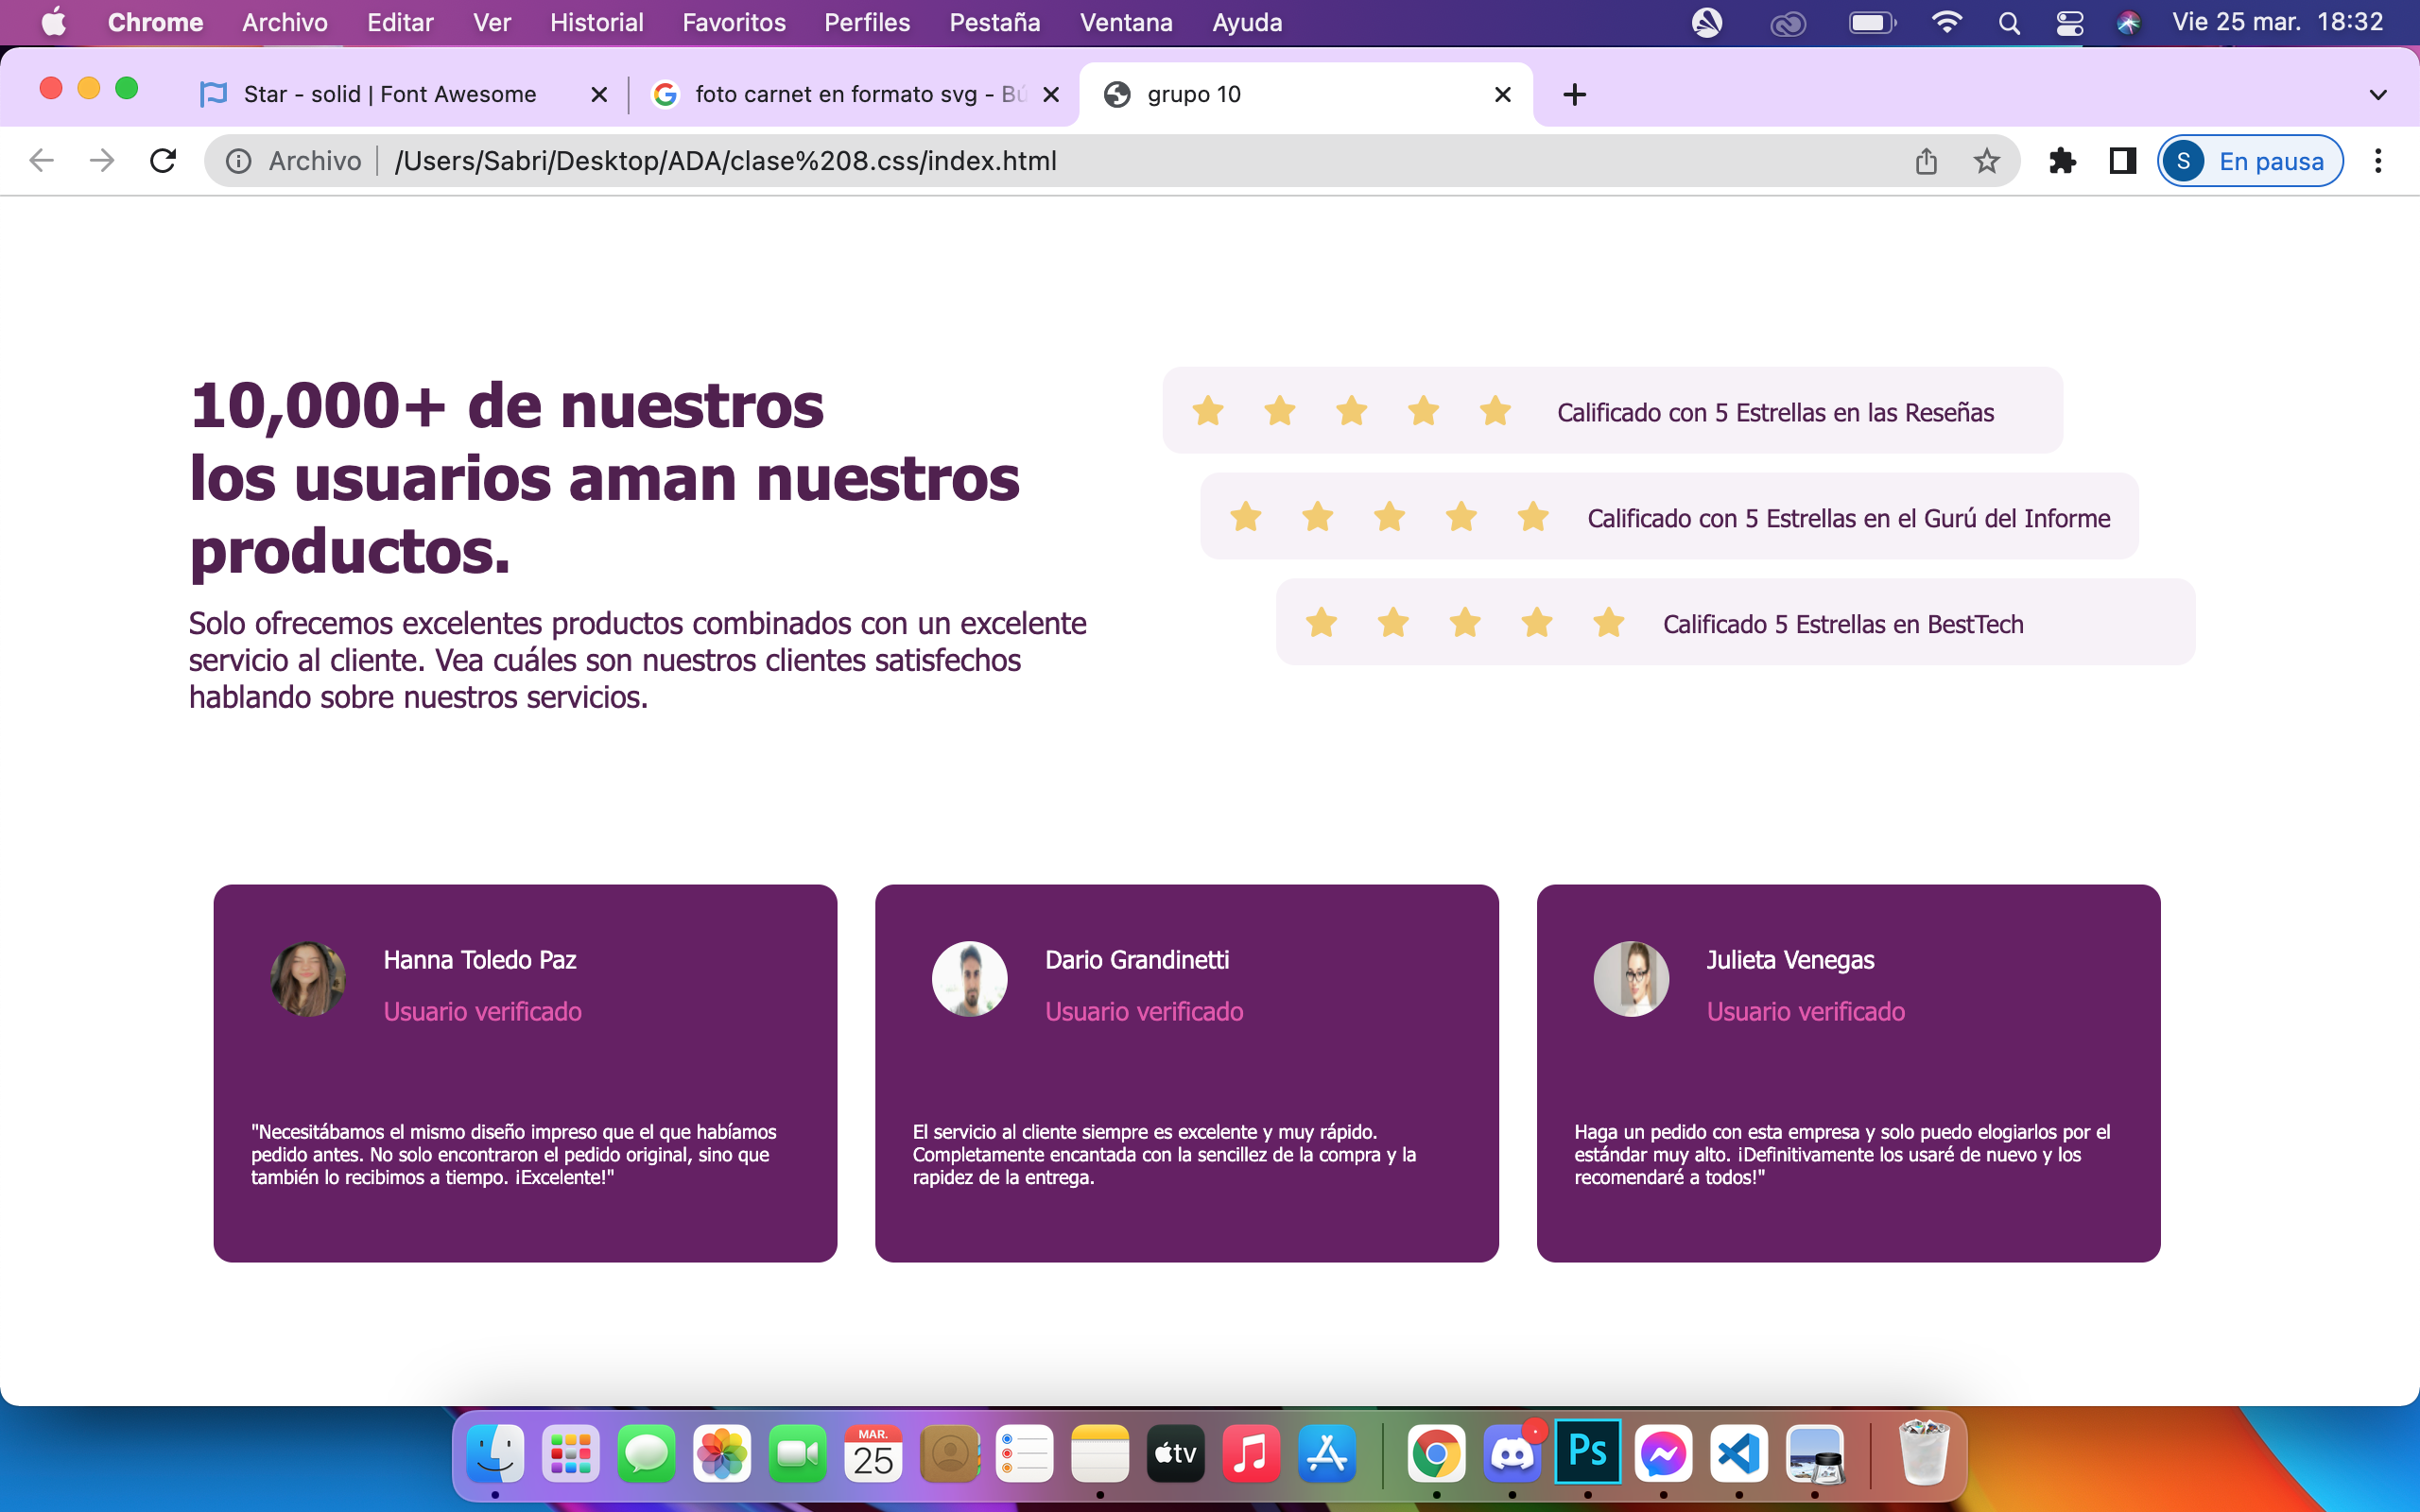 Chrome Archivo Editar Ver Historial Favoritos Perfiles Pestaña Ventana Ayuda Vie 25 mar. 18:32
Star - solid | Font Awesome
foto carnet en formato svg - Bú
grupo 10
Archivo /Users/Sabri/Desktop/ADA/clase%208.css/index.html
S En pausa
10,000+ de nuestros
los usuarios aman nuestros
productos.
Solo ofrecemos excelentes productos combinados con un excelente
servicio al cliente. Vea cuáles son nuestros clientes satisfechos
hablando sobre nuestros servicios.
Calificado con 5 Estrellas en las Reseñas
Calificado con 5 Estrellas en el Gurú del Informe
Calificado 5 Estrellas en BestTech
Hanna Toledo Paz
Usuario verificado
"Necesitábamos el mismo diseño impreso que el que habíamos
pedido antes. No solo encontraron el pedido original, sino que
también lo recibimos a tiempo. ¡Excelente!"
Dario Grandinetti
Usuario verificado
El servicio al cliente siempre es excelente y muy rápido.
Completamente encantada con la sencillez de la compra y la
rapidez de la entrega.
Julieta Venegas
Usuario verificado
Haga un pedido con esta empresa y solo puedo elogiarlos por el
estándar muy alto. ¡Definitivamente los usaré de nuevo y los
recomendaré a todos!"
MAR.
25
tv
Ps